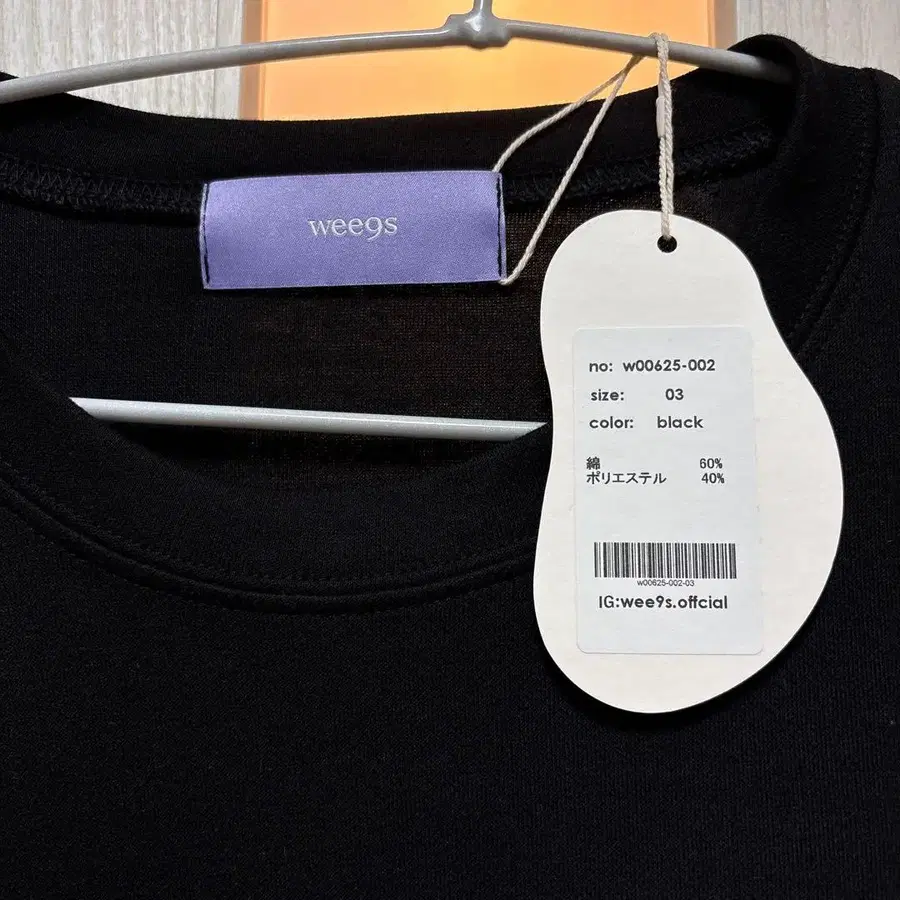 wee9s
no: w00625-002
size: 03
color: black
綿 60%
ポリエステル 40%
w00625-002-03
IG:wee9s.offcial